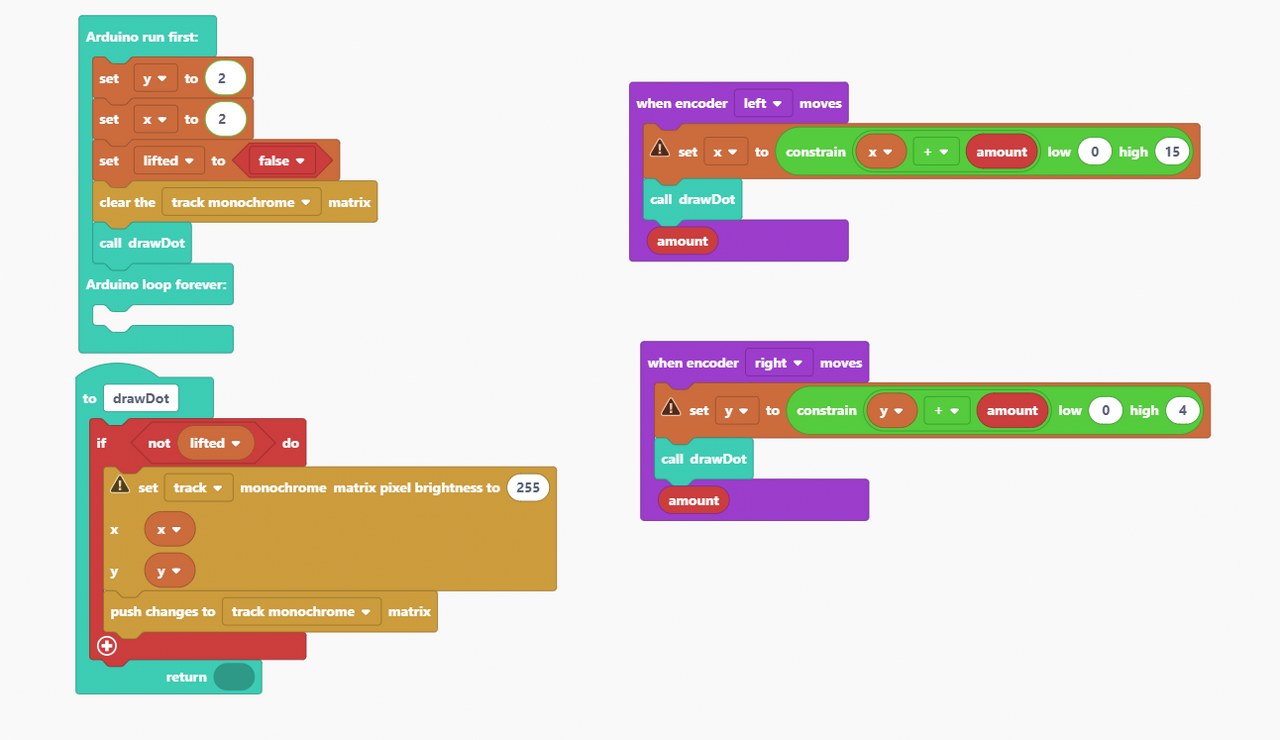 Arduino run first:
set y to 2
set x to 2
set lifted to false
clear the track monochrome matrix
call drawDot
Arduino loop forever:
to drawDot
if not lifted do
set track monochrome matrix pixel brightness to 255
x x
y y
push changes to track monochrome matrix
return
when encoder left moves
set x to constrain x + amount low 0 high 15
call drawDot
amount
when encoder right moves
set y to constrain y + amount low 0 high 4
call drawDot
amount